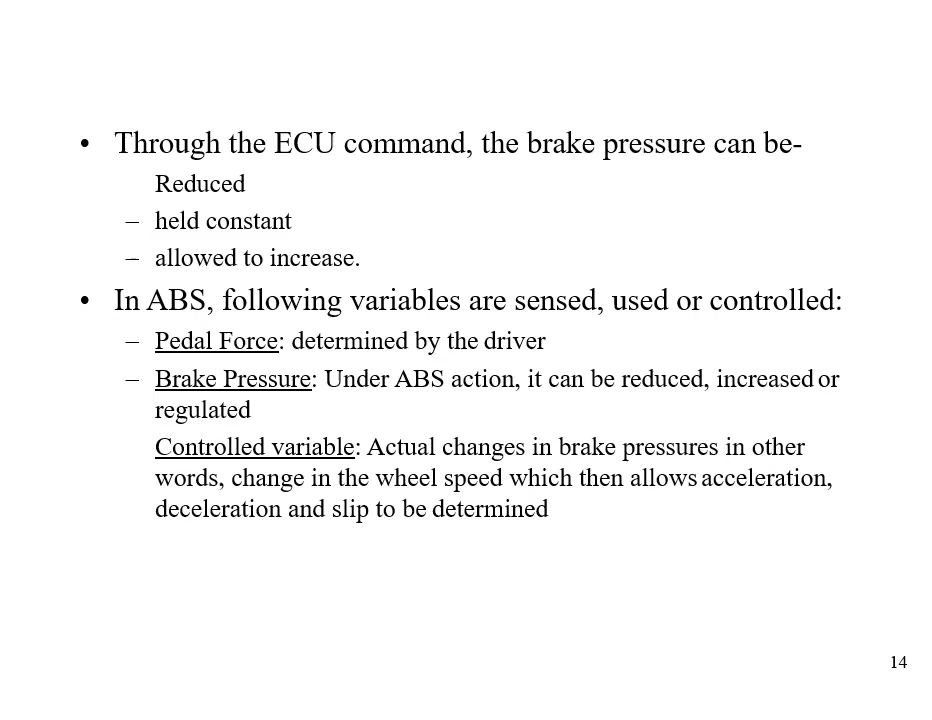 • Through the ECU command, the brake pressure can be-
Reduced
– held constant
– allowed to increase.
• In ABS, following variables are sensed, used or controlled:
– Pedal Force: determined by the driver
– Brake Pressure: Under ABS action, it can be reduced, increased or
regulated
Controlled variable: Actual changes in brake pressures in other
words, change in the wheel speed which then allows acceleration,
deceleration and slip to be determined
14